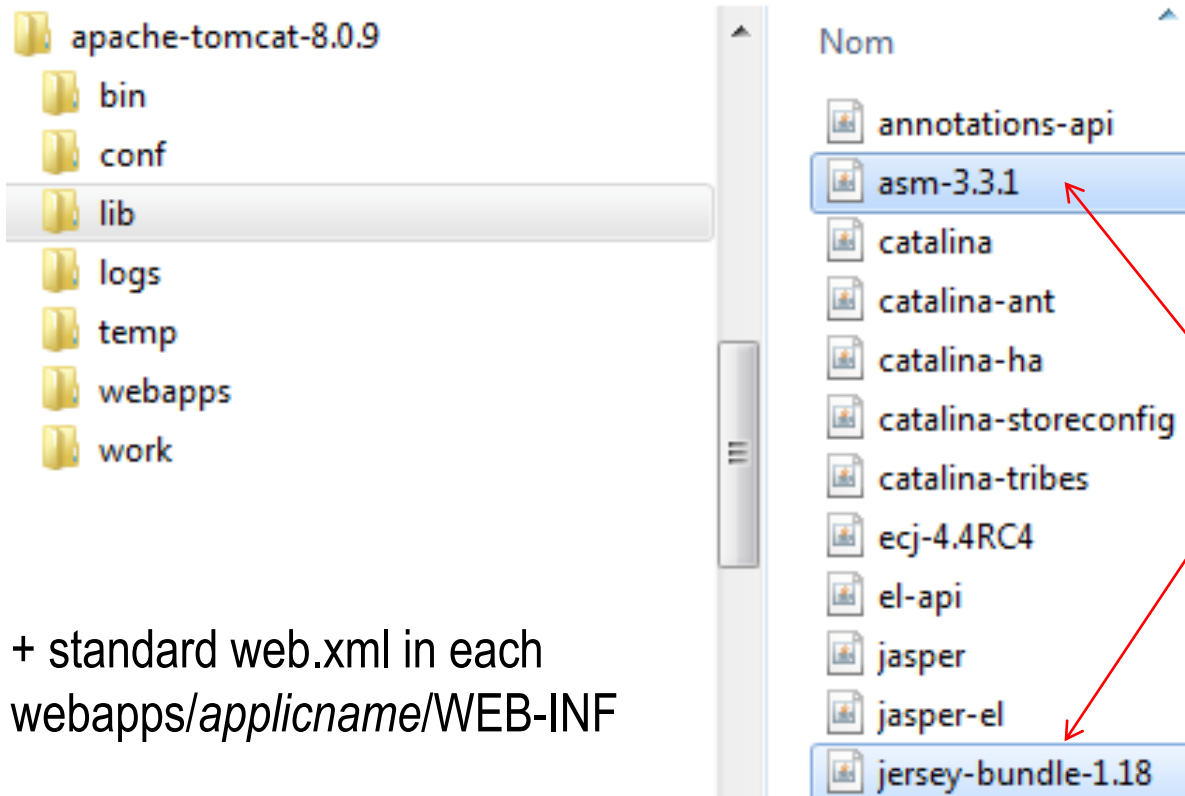 apache-tomcat-8.0.9
bin
conf
lib
logs
temp
webapps
work
+ standard web.xml in each
webapps/applicname/WEB-INF
Nom
annotations-api
asm-3.3.1
catalina
catalina-ant
catalina-ha
catalina-storeconfig
catalina-tribes
ecj-4.4RC4
el-api
jasper
jasper-el
jersey-bundle-1.18